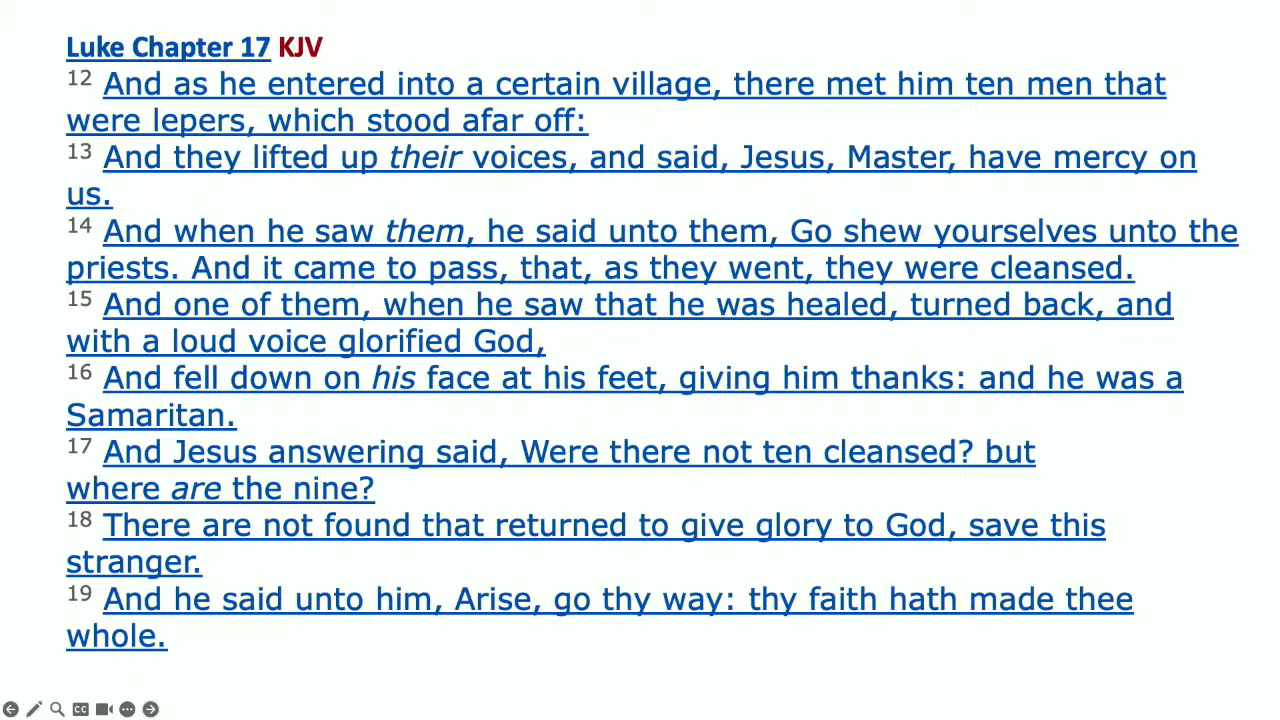 Luke Chapter 17 KJV
12 And as he entered into a certain village, there met him ten men that
were lepers, which stood afar off:
13 And they lifted up their voices, and said, Jesus, Master, have mercy on
us.
14 And when he saw them, he said unto them, Go shew yourselves unto the
priests. And it came to pass, that, as they went, they were cleansed.
15 And one of them, when he saw that he was healed, turned back, and
with a loud voice glorified God,
16 And fell down on his face at his feet, giving him thanks: and he was a
Samaritan.
17 And Jesus answering said, Were there not ten cleansed? but
where are the nine?
18 There are not found that returned to give glory to God, save this
stranger.
19 And he said unto him, Arise, go thy way: thy faith hath made thee
whole.
CC